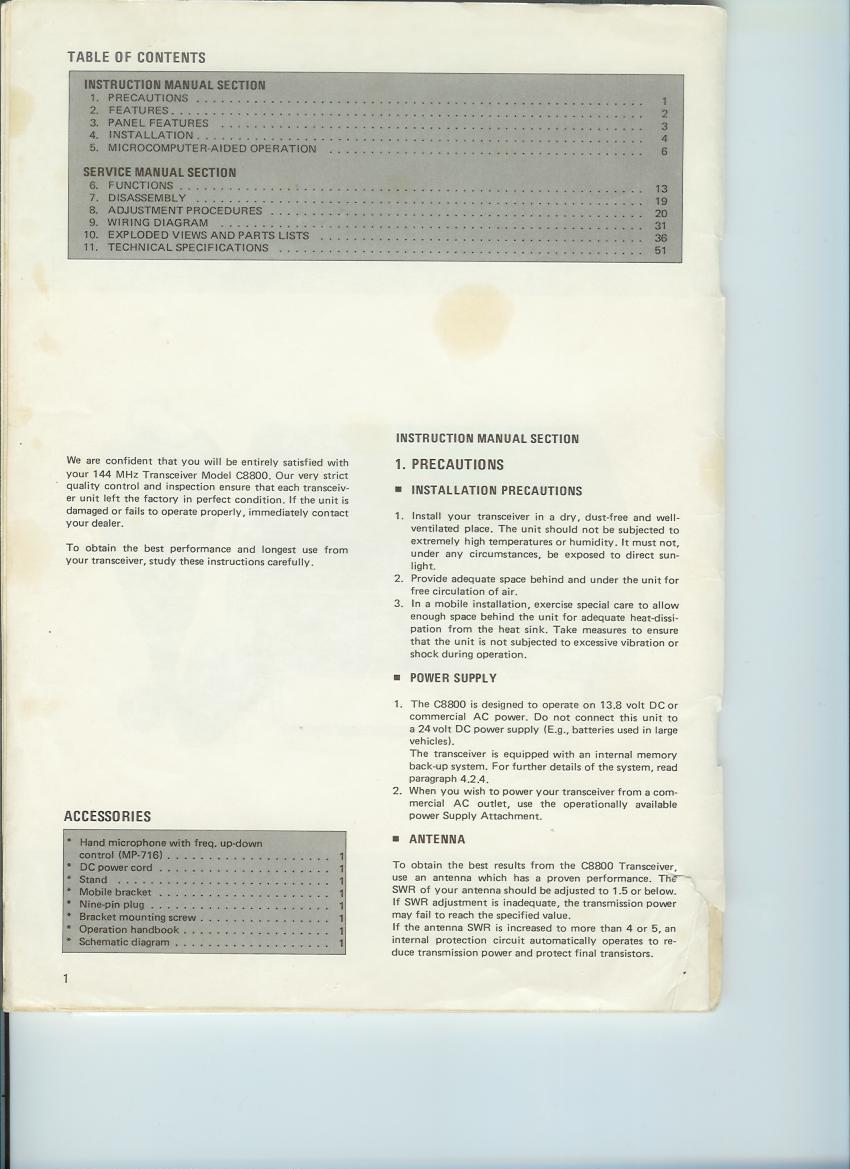 TABLE OF CONTENTS
INSTRUCTION MANUAL SECTION
1. PRECAUTIONS . . . . . . . . . . . . . . . . . . . . 1
2. FEATURES . . . . . . . . . . . . . . . . . . . . 2
3. PANEL FEATURES . . . . . . . . . . . . . . . . . . . . 3
4. INSTALLATION . . . . . . . . . . . . . . . . . . . . 4
5. MICROCOMPUTER-AIDED OPERATION . . . . . . . . . . . . . . . . . . . . 6
SERVICE MANUAL SECTION
6. FUNCTIONS . . . . . . . . . . . . . . . . . . . . 13
7. DISASSEMBLY . . . . . . . . . . . . . . . . . . . . 19
8. ADJUSTMENT PROCEDURES . . . . . . . . . . . . . . . . . . . . 20
9. WIRING DIAGRAM . . . . . . . . . . . . . . . . . . . . 31
10. EXPLODED VIEWS AND PARTS LISTS . . . . . . . . . . . . . . . . . . . . 36
11. TECHNICAL SPECIFICATIONS . . . . . . . . . . . . . . . . . . . . 51
We are confident that you will be entirely satisfied with
your 144 MHz Transceiver Model C8800. Our very strict
quality control and inspection ensure that each transceiv-
er unit left the factory in perfect condition. If the unit is
damaged or fails to operate properly, immediately contact
your dealer.
To obtain the best performance and longest use from
your transceiver, study these instructions carefully.
ACCESSORIES
* Hand microphone with freq. up-down
control (MP-716) . . . . . . . . . . . . . . . . . . . . 1
* DC power cord . . . . . . . . . . . . . . . . . . . . 1
* Stand . . . . . . . . . . . . . . . . . . . . 1
* Mobile bracket . . . . . . . . . . . . . . . . . . . . 1
* Nine-pin plug . . . . . . . . . . . . . . . . . . . . 1
* Bracket mounting screw . . . . . . . . . . . . . . . . 1
* Operation handbook . . . . . . . . . . . . . . . . . . 1
* Schematic diagram . . . . . . . . . . . . . . . . . . . 1
1
INSTRUCTION MANUAL SECTION
1. PRECAUTIONS
■ INSTALLATION PRECAUTIONS
1. Install your transceiver in a dry, dust-free and well-
ventilated place. The unit should not be subjected to
extremely high temperatures or humidity. It must not,
under any circumstances, be exposed to direct sun-
light.
2. Provide adequate space behind and under the unit for
free circulation of air.
3. In a mobile installation, exercise special care to allow
enough space behind the unit for adequate heat-dissi-
pation from the heat sink. Take measures to ensure
that the unit is not subjected to excessive vibration or
shock during operation.
■ POWER SUPPLY
1. The C8800 is designed to operate on 13.8 volt DC or
commercial AC power. Do not connect this unit to
a 24 volt DC power supply (E.g., batteries used in large
vehicles).
The transceiver is equipped with an internal memory
back-up system. For further details of the system, read
paragraph 4.2.4.
2. When you wish to power your transceiver from a com-
mercial AC outlet, use the operationally available
power Supply Attachment.
■ ANTENNA
To obtain the best results from the C8800 Transceiver,
use an antenna which has a proven performance. The
SWR of your antenna should be adjusted to 1.5 or below.
If SWR adjustment is inadequate, the transmission power
may fail to reach the specified value.
If the antenna SWR is increased to more than 4 or 5, an
internal protection circuit automatically operates to re-
duce transmission power and protect final transistors.